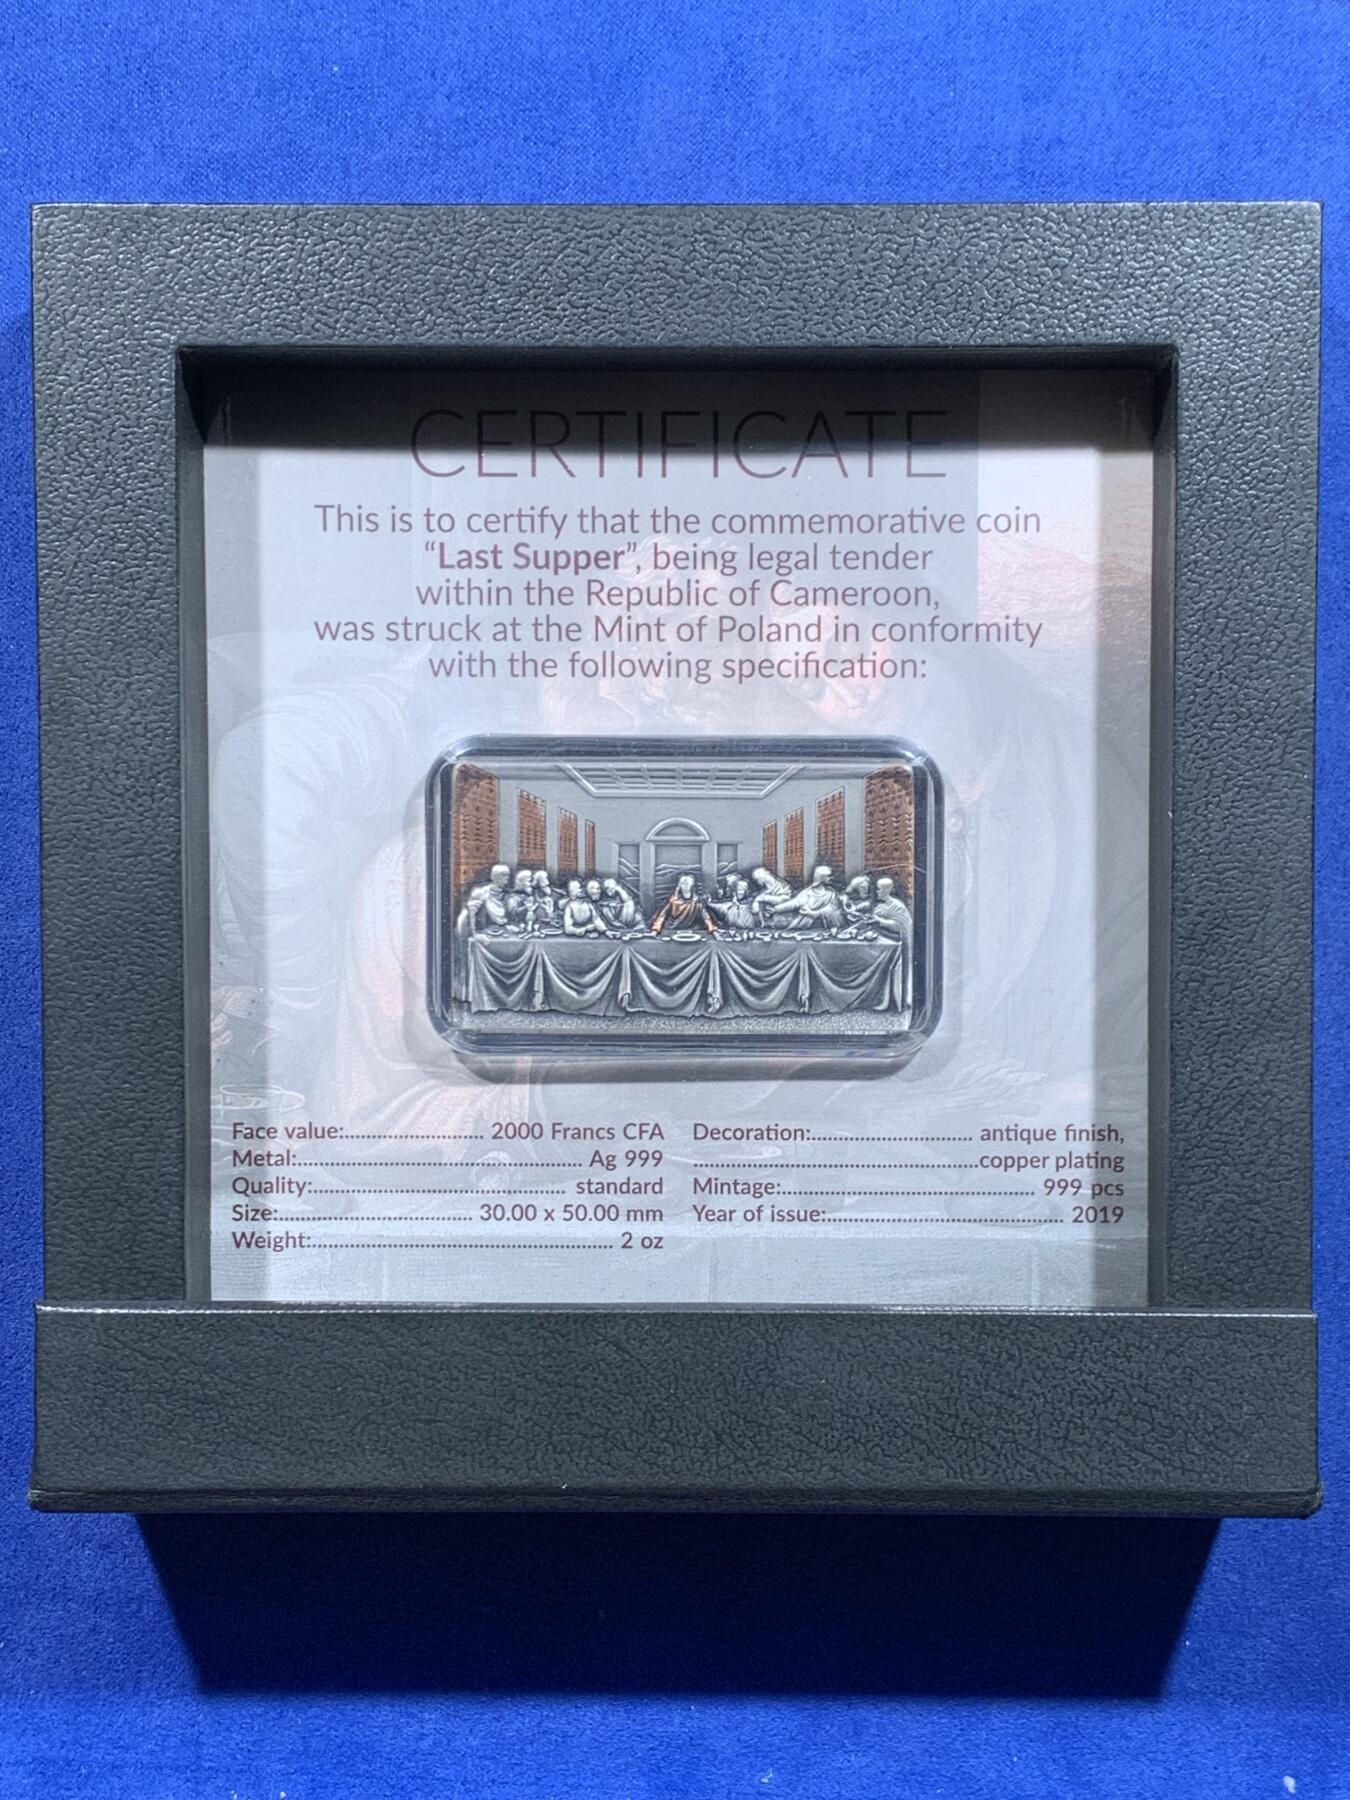 CERTIFICATE
This is to certify that the commemorative coin
“Last Supper”, being legal tender
within the Republic of Cameroon,
was struck at the Mint of Poland in conformity
with the following specification:
Face value:........................... 2000 Francs CFA
Metal:....................................................... Ag 999
Quality:................................................ standard
Size:..................................... 30.00 x 50.00 mm
Weight:......................................................... 2 oz
Decoration:............................... antique finish,
.......................................................copper plating
Mintage:................................................ 999 pcs
Year of issue:............................................. 2019